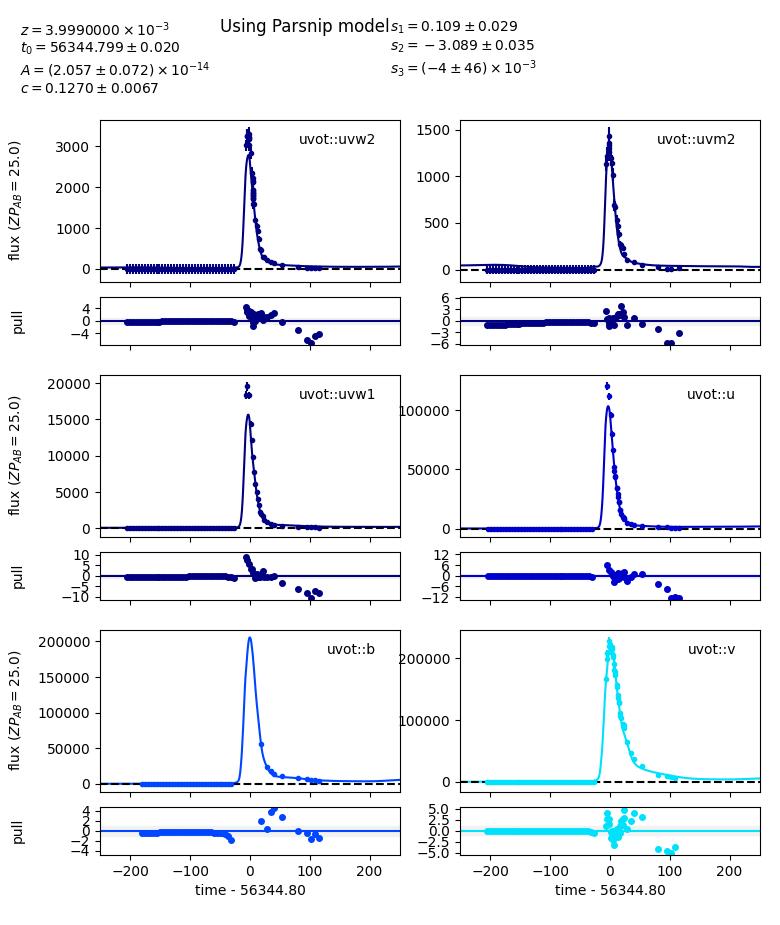 Using Parsnip model
z = 3.9990000 × 10⁻³
t₀ = 56344.799 ± 0.020
A = (2.057 ± 0.072) × 10⁻¹⁴
c = 0.1270 ± 0.0067
s₁ = 0.109 ± 0.029
s₂ = − 3.089 ± 0.035
s₃ = (−4 ± 46) × 10⁻³
flux (ZP_AB = 25.0)
3000
2000
1000
0
uvot::uvw2
1500
1000
500
0
uvot::uvm2
pull
4
0
−4
6
3
0
−3
−6
flux (ZP_AB = 25.0)
20000
15000
10000
5000
0
uvot::uvw1
100000
50000
0
uvot::u
pull
10
5
0
−5
−10
12
6
0
−6
−12
flux (ZP_AB = 25.0)
200000
150000
100000
50000
0
uvot::b
200000
100000
0
uvot::v
pull
4
2
0
−2
−4
5.0
2.5
0.0
−2.5
−5.0
−200 −100 0 100 200
−200 −100 0 100 200
time - 56344.80
time - 56344.80